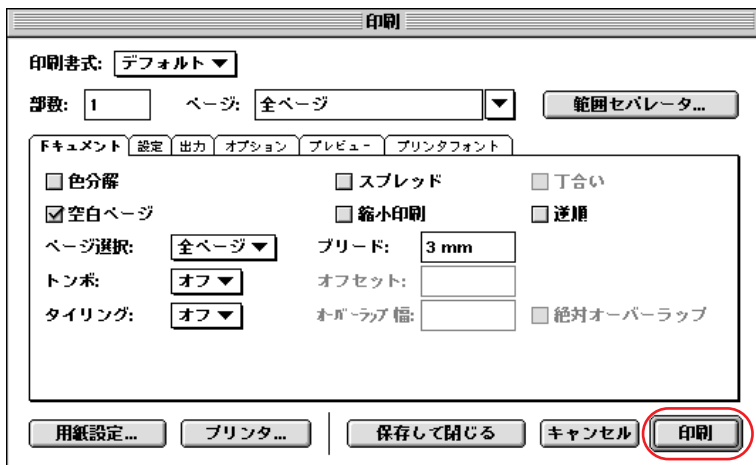 印刷
印刷書式: デフォルト
部数: 1 ページ: 全ページ 範囲セパレータ...
ドキュメント 設定 出力 オプション プレビュー プリンタフォント
色分解 スプレッド 丁合い
空白ページ 縮小印刷 逆順
ページ選択: 全ページ ブリード: 3 mm
トンボ: オフ オフセット:
タイリング: オフ オーバーラップ幅: 絶対オーバーラップ
用紙設定... プリンタ... 保存して閉じる キャンセル 印刷